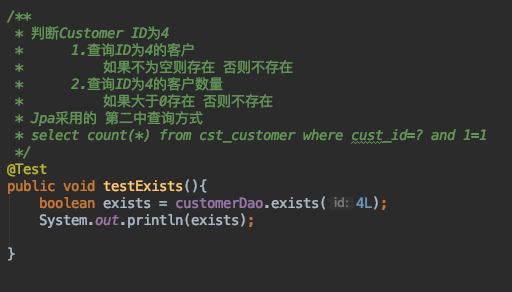 /**
 * 判断Customer ID为4
 *      1.查询ID为4的客户
 *          如果不为空则存在 否则不存在
 *      2.查询ID为4的客户数量
 *          如果大于0存在 否则不存在
 * Jpa采用的 第二中查询方式
 * select count(*) from cst_customer where cust_id=? and 1=1
 */
@Test
public void testExists(){
    boolean exists = customerDao.exists( id: 4L);
    System.out.println(exists);
}